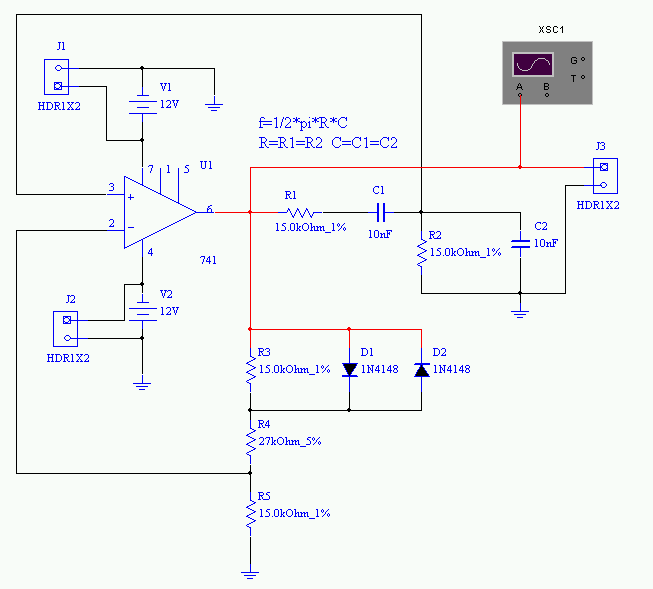 XSC1
G
T
A B
J1
HDR1X2
V1
12V
f=1/2*pi*R*C
R=R1=R2 C=C1=C2
J3
HDR1X2
7 1 5
U1
3
+
2
−
6
4
741
R1
15.0kOhm_1%
C1
10nF
R2
15.0kOhm_1%
C2
10nF
J2
HDR1X2
V2
12V
R3
15.0kOhm_1%
D1
1N4148
D2
1N4148
R4
27kOhm_5%
R5
15.0kOhm_1%